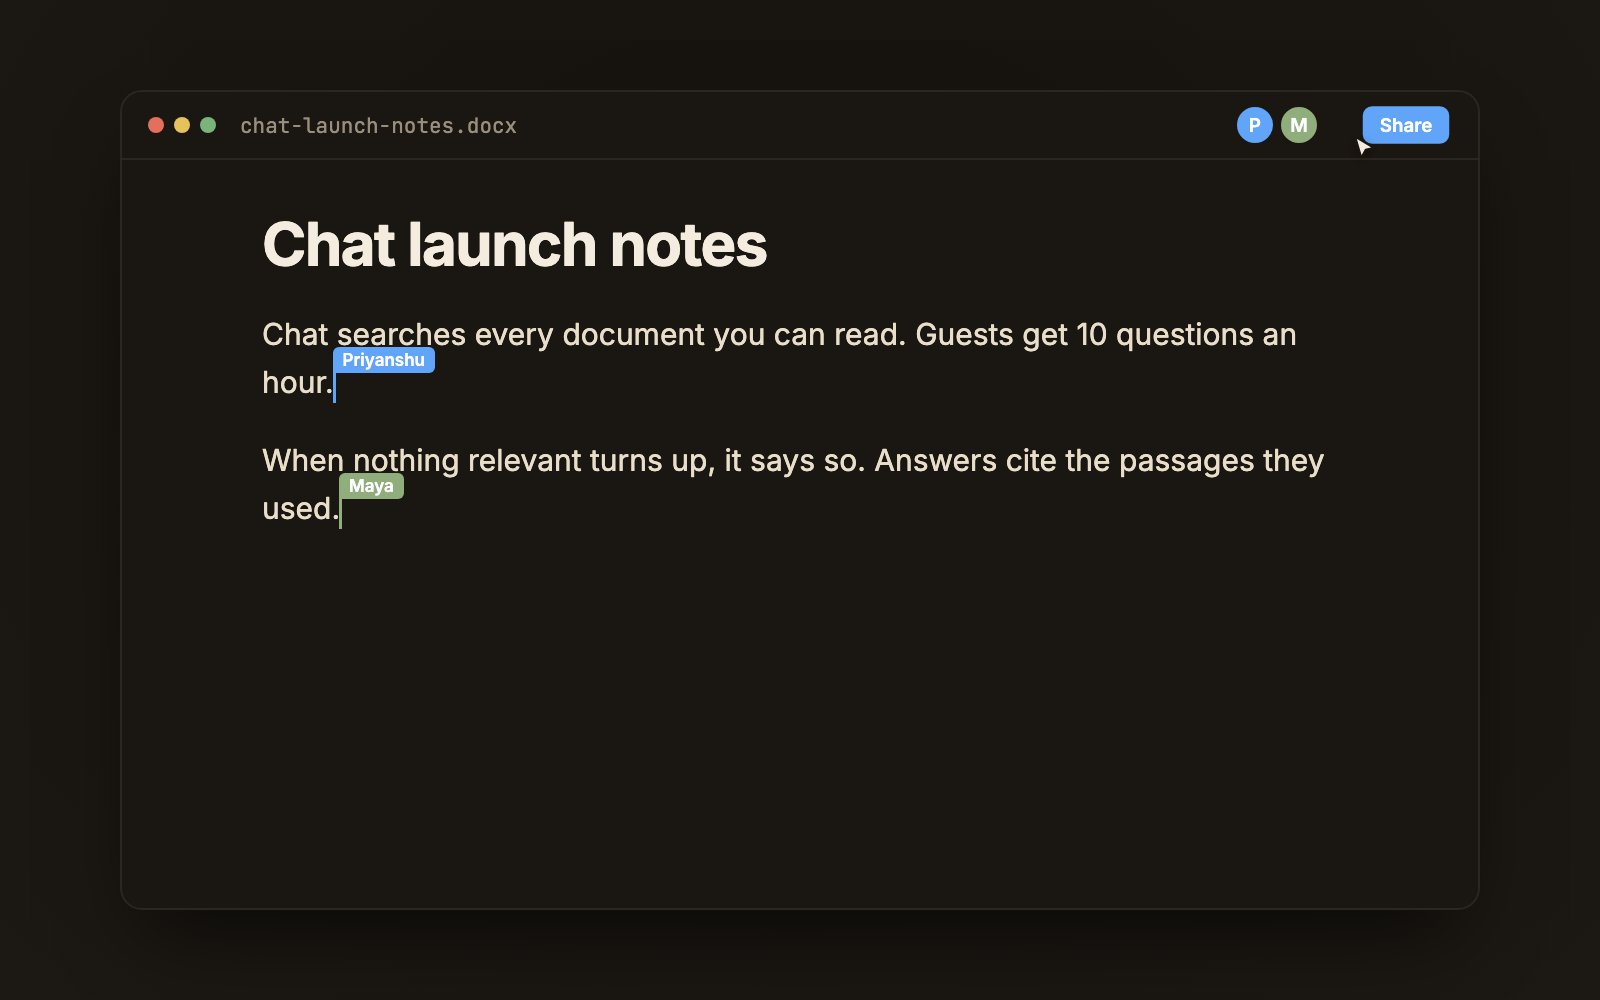 chat-launch-notes.docx
P
M
Share
Chat launch notes
Chat searches every document you can read. Guests get 10 questions an
Priyanshu
hour.
When nothing relevant turns up, it says so. Answers cite the passages they
Maya
used.